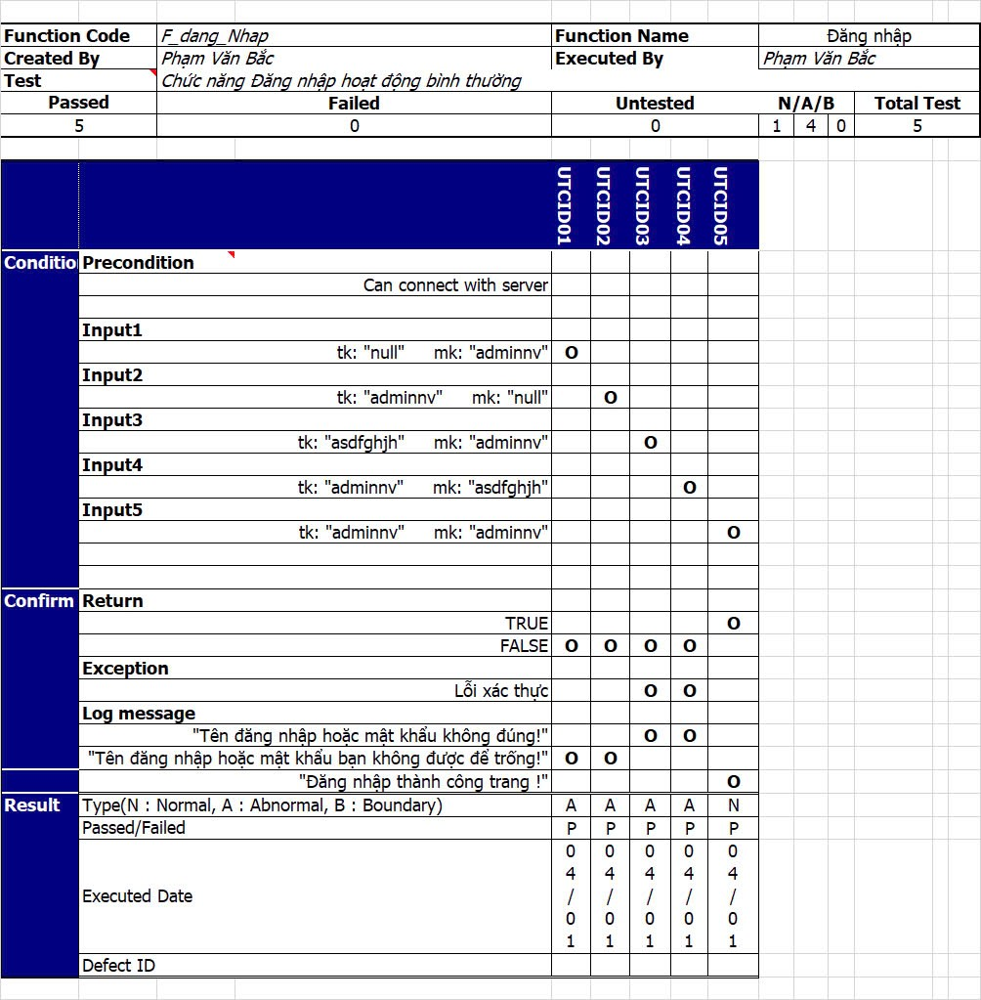 Function Code F_dang_Nhap Function Name Đăng nhập
Created By Phạm Văn Bắc Executed By Phạm Văn Bắc
Test Chức năng Đăng nhập hoạt động bình thường
Passed Failed Untested N/A/B Total Test
5 0 0 1 4 0 5
UTCID01 UTCID02 UTCID03 UTCID04 UTCID05
Conditio Precondition
Can connect with server
Input1
tk: "null" mk: "adminnv" O
Input2
tk: "adminnv" mk: "null" O
Input3
tk: "asdfghjh" mk: "adminnv" O
Input4
tk: "adminnv" mk: "asdfghjh" O
Input5
tk: "adminnv" mk: "adminnv" O
Confirm Return
TRUE O
FALSE O O O O
Exception
Lỗi xác thực O O
Log message
"Tên đăng nhập hoặc mật khẩu không đúng!" O O
"Tên đăng nhập hoặc mật khẩu bạn không được để trống!" O O
"Đăng nhập thành công trang !" O
Result Type(N : Normal, A : Abnormal, B : Boundary) A A A A N
Passed/Failed P P P P P
Executed Date 04/01 04/01 04/01 04/01 04/01
Defect ID